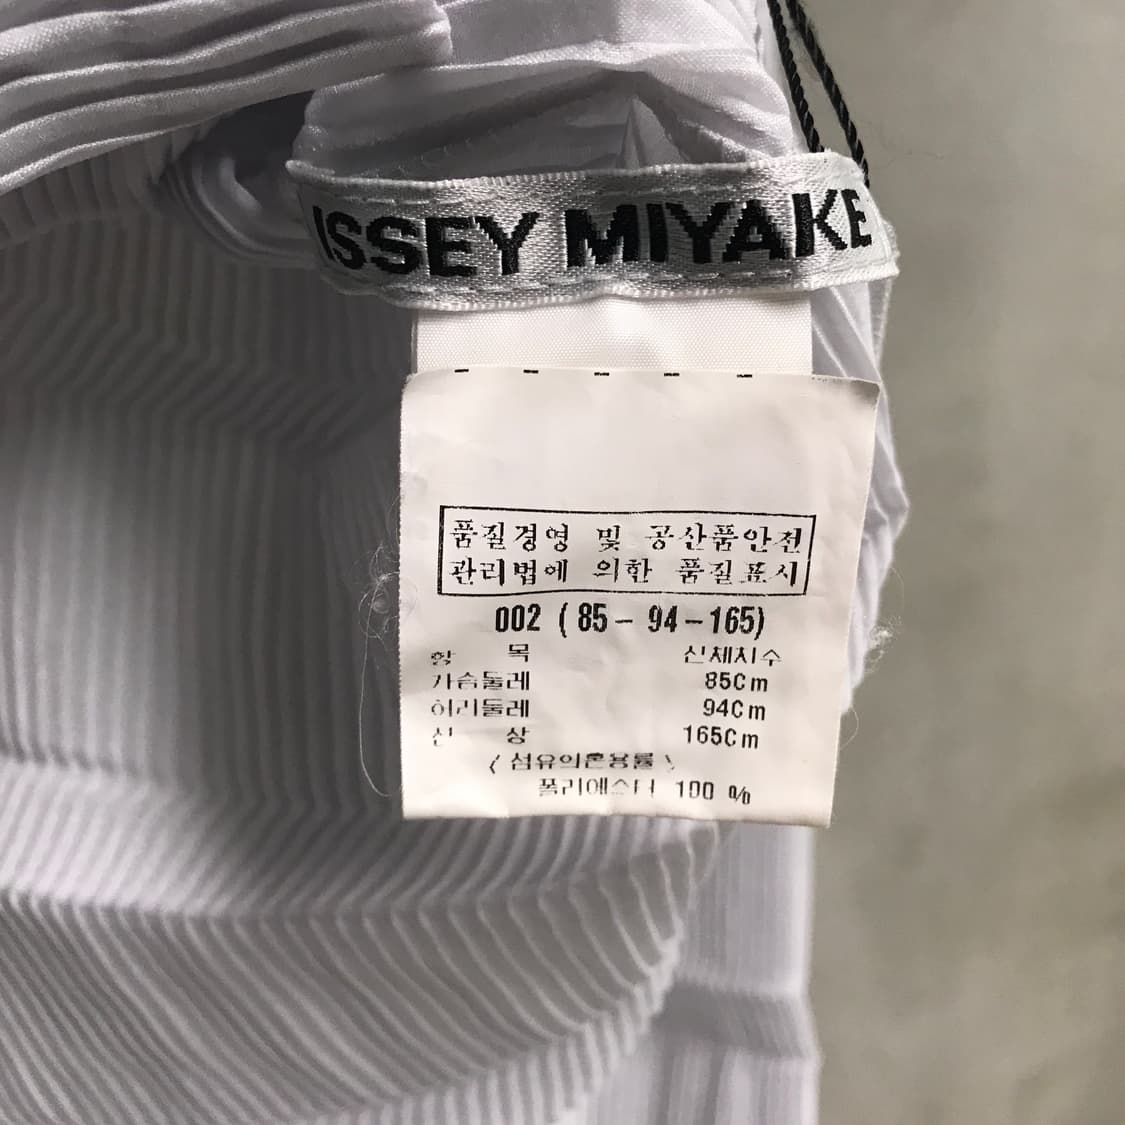 ISSEY MIYAKE
품질경영 및 공산품안전
관리법에 의한 품질표시
002 ( 85 - 94 - 165)
항 목 신체치수
가슴둘레 85Cm
허리둘레 94Cm
신 상 165Cm
( 섬유의혼용률 )
폴리에스터 100 %